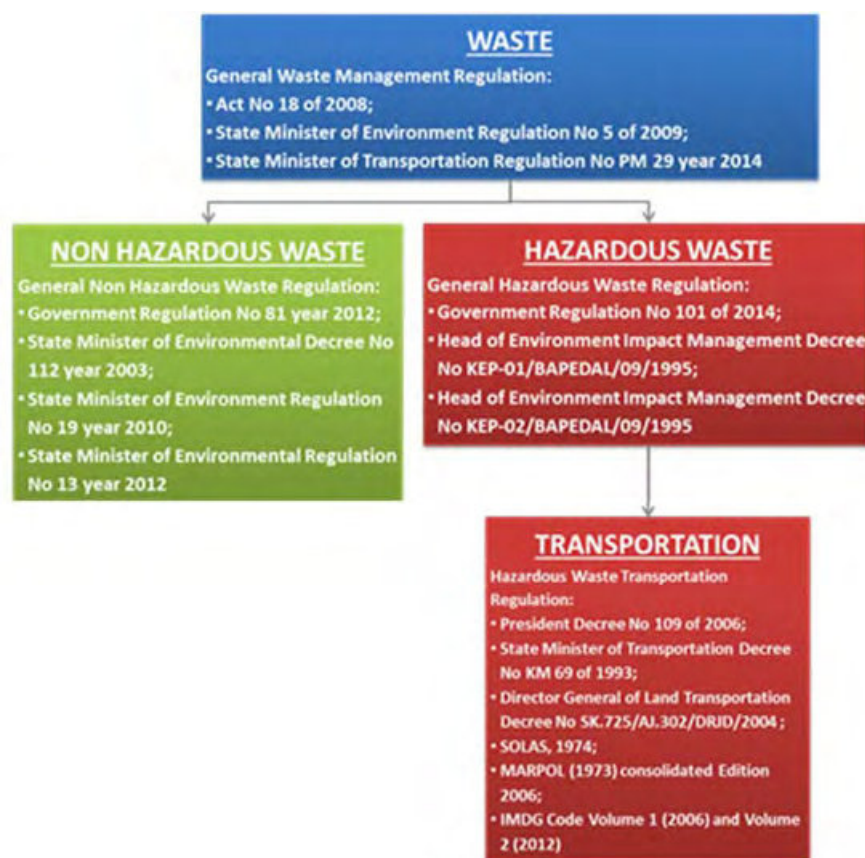 WASTE
General Waste Management Regulation:
• Act No 18 of 2008;
• State Minister of Environment Regulation No 5 of 2009;
• State Minister of Transportation Regulation No PM 29 year 2014
NON HAZARDOUS WASTE
General Non Hazardous Waste Regulation:
• Government Regulation No 81 year 2012;
• State Minister of Environmental Decree No
112 year 2003;
• State Minister of Environment Regulation
No 19 year 2010;
• State Minister of Environmental Regulation
No 13 year 2012
HAZARDOUS WASTE
General Hazardous Waste Regulation:
• Government Regulation No 101 of 2014;
• Head of Environment Impact Management Decree
No KEP-01/BAPEDAL/09/1995;
• Head of Environment Impact Management Decree
No KEP-02/BAPEDAL/09/1995
TRANSPORTATION
Hazardous Waste Transportation
Regulation:
• President Decree No 109 of 2006;
• State Minister of Transportation Decree
No KM 69 of 1993;
• Director General of Land Transportation
Decree No SK.725/AJ.302/DRJD/2004 ;
• SOLAS, 1974;
• MARPOL (1973) consolidated Edition
2006;
• IMDG Code Volume 1 (2006) and Volume
2 (2012)